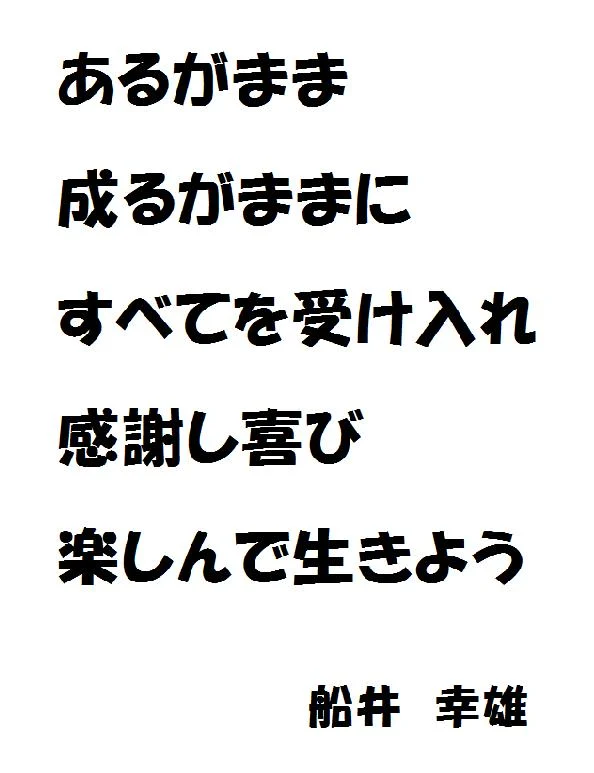 あるがまま
成るがままに
すべてを受け入れ
感謝し喜び
楽しんで生きよう
船井　幸雄